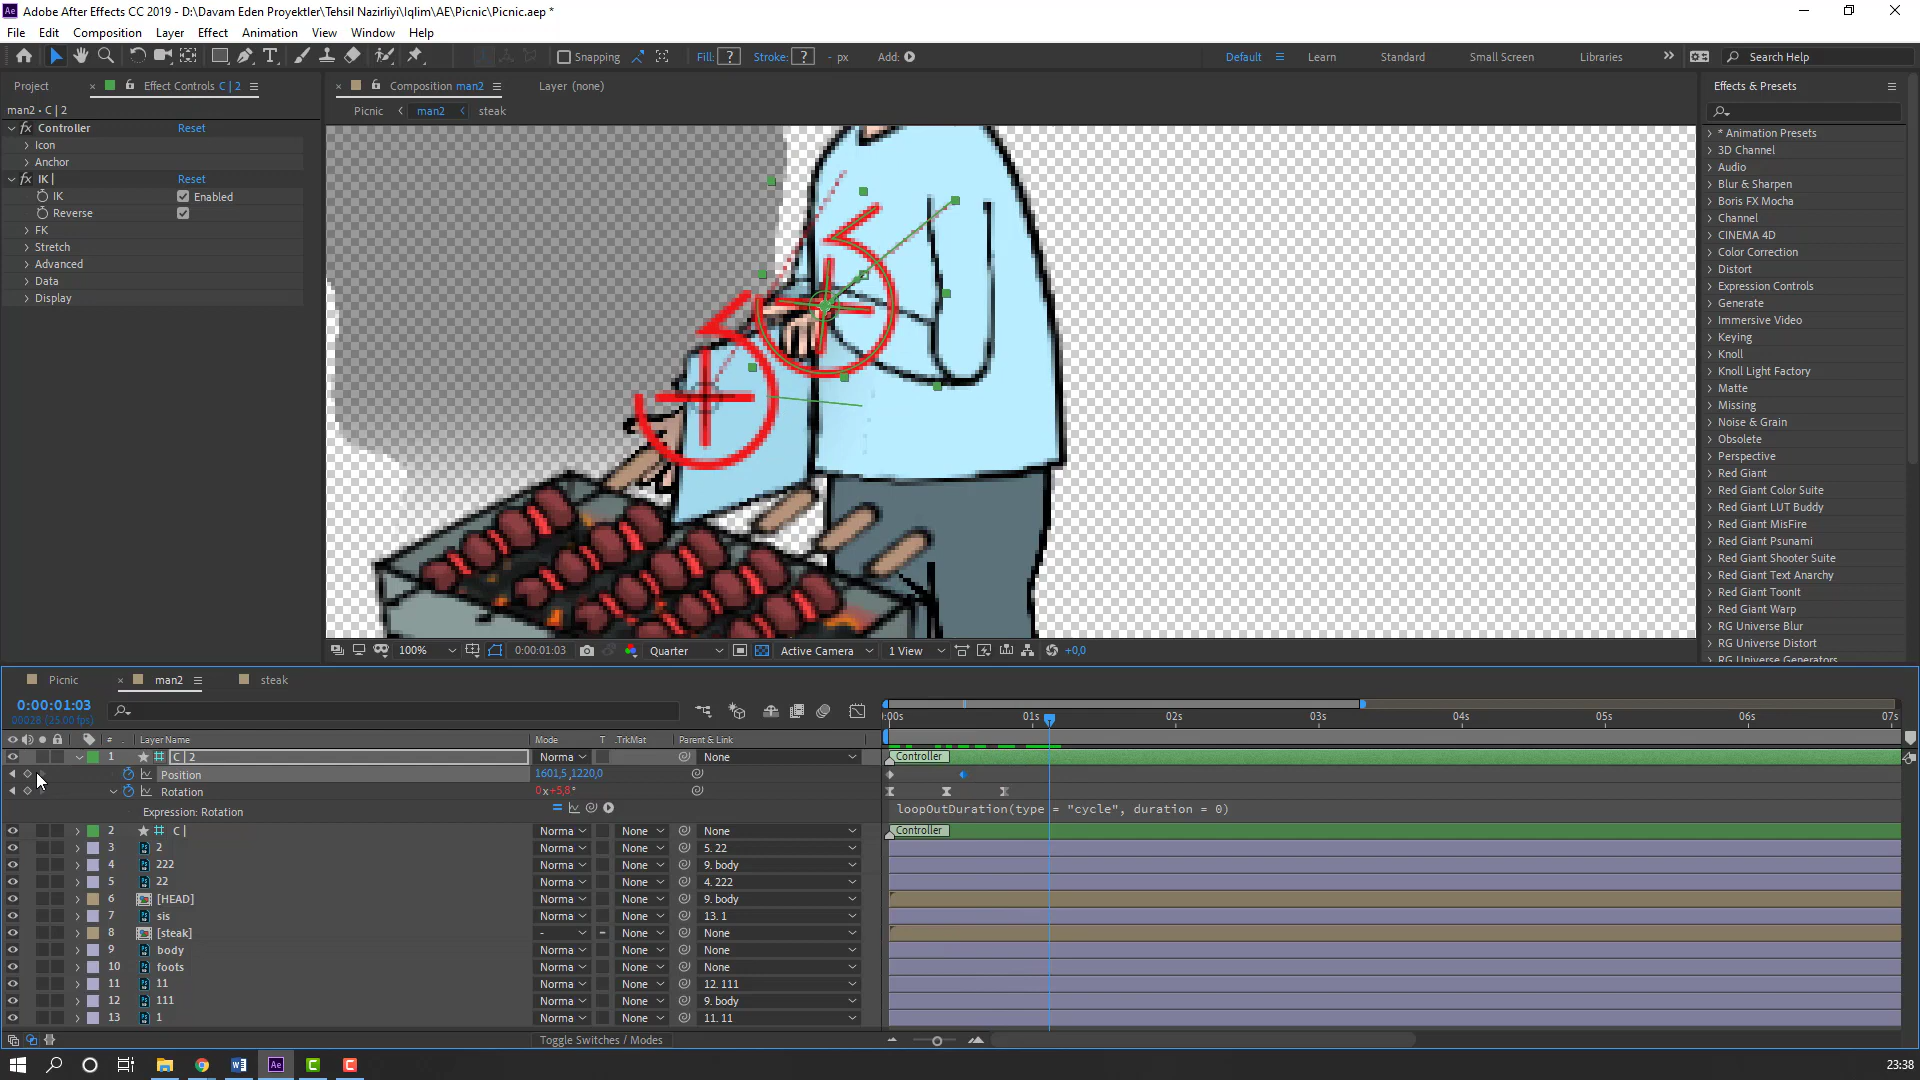 Adobe After Effects CC 2019 - D:\Davam Eden Proyektler\Tehsil Nazirliyi\Iqlim\AE\Picnic\Picnic.aep *
File Edit Composition Layer Effect Animation View Window Help
Snapping Fill: ? Stroke: ? - px Add: Default Learn Standard Small Screen Libraries Search Help
Project Effect Controls C | 2
man2 • C | 2
fx Controller Reset
Icon
Anchor
fx IK | Reset
IK Enabled
Reverse
FK
Stretch
Advanced
Data
Display
Composition man2 Layer (none)
Picnic man2 steak
100% 0:00:01:03 Quarter Active Camera 1 View +0,0
Effects & Presets
* Animation Presets
3D Channel
Audio
Blur & Sharpen
Boris FX Mocha
Channel
CINEMA 4D
Color Correction
Distort
Expression Controls
Generate
Immersive Video
Keying
Knoll
Knoll Light Factory
Matte
Missing
Noise & Grain
Obsolete
Perspective
Red Giant
Red Giant Color Suite
Red Giant LUT Buddy
Red Giant MisFire
Red Giant Psunami
Red Giant Shooter Suite
Red Giant Text Anarchy
Red Giant ToonIt
Red Giant Warp
RG Universe Blur
RG Universe Distort
RG Universe Generators
Picnic man2 steak
0:00:01:03
00028 (25.00 fps)
:00s 01s 02s 03s 04s 05s 06s 07s
# Layer Name Mode T .TrkMat Parent & Link
1 C | 2 Norma None Controller
Position 1601,5 ,1220,0
Rotation 0x+5,8°
Expression: Rotation loopOutDuration(type = "cycle", duration = 0)
2 C | Norma None None Controller
3 2 Norma None 5. 22
4 222 Norma None 9. body
5 22 Norma None 4. 222
6 [HEAD] Norma None 9. body
7 sis Norma None 13. 1
8 [steak] - None None
9 body Norma None None
10 foots Norma None None
11 11 Norma None 12. 111
12 111 Norma None 9. body
13 1 Norma None 11. 11
Toggle Switches / Modes
23:38